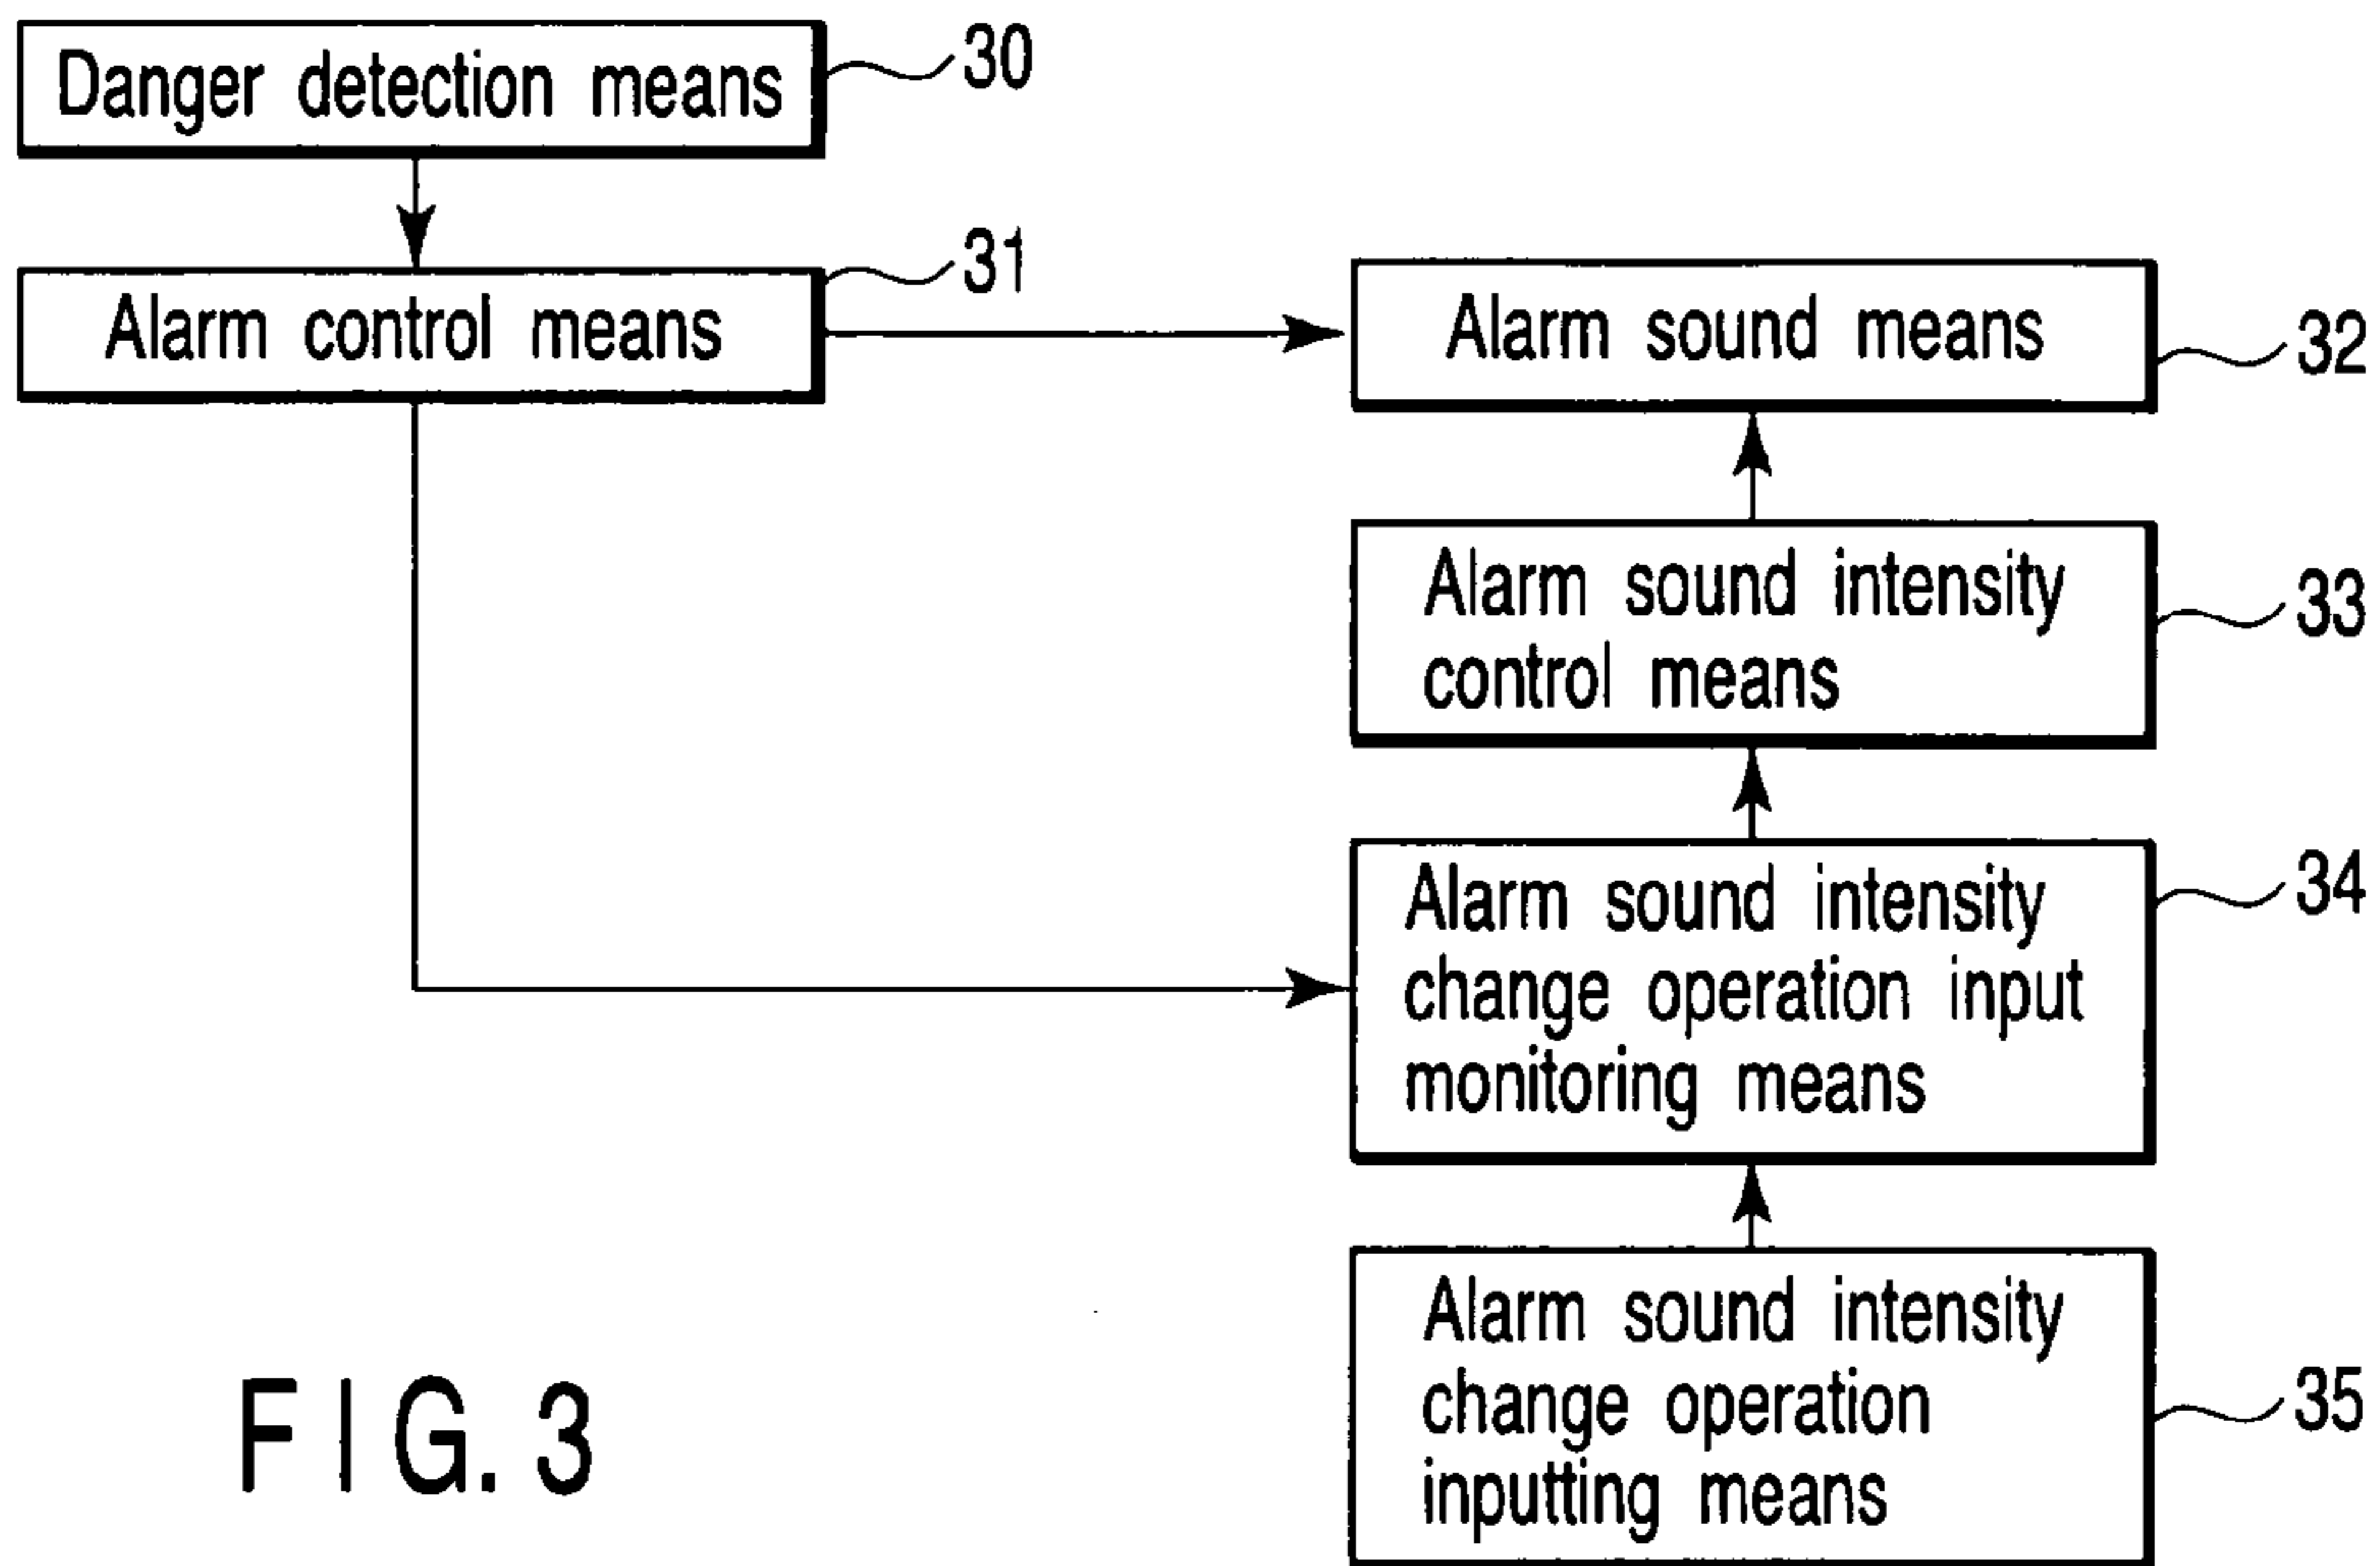 Danger detection means
30
Alarm control means
31
Alarm sound means
32
Alarm sound intensity
control means
33
Alarm sound intensity
change operation input
monitoring means
34
Alarm sound intensity
change operation
inputting means
35
FIG. 3